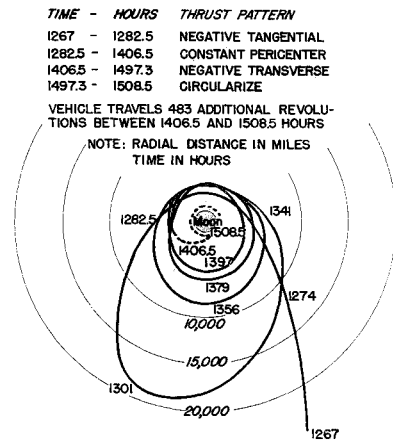 TIME - HOURS THRUST PATTERN
1267 - 1282.5 NEGATIVE TANGENTIAL
1282.5 - 1406.5 CONSTANT PERICENTER
1406.5 - 1497.3 NEGATIVE TRANSVERSE
1497.3 - 1508.5 CIRCULARIZE
VEHICLE TRAVELS 483 ADDITIONAL REVOLU-
TIONS BETWEEN 1406.5 AND 1508.5 HOURS
NOTE: RADIAL DISTANCE IN MILES
TIME IN HOURS
1282.5
Moon
1341
1508.5
1406.5
1397
1379
1274
1356
10,000
15,000
1301
20,000
1267